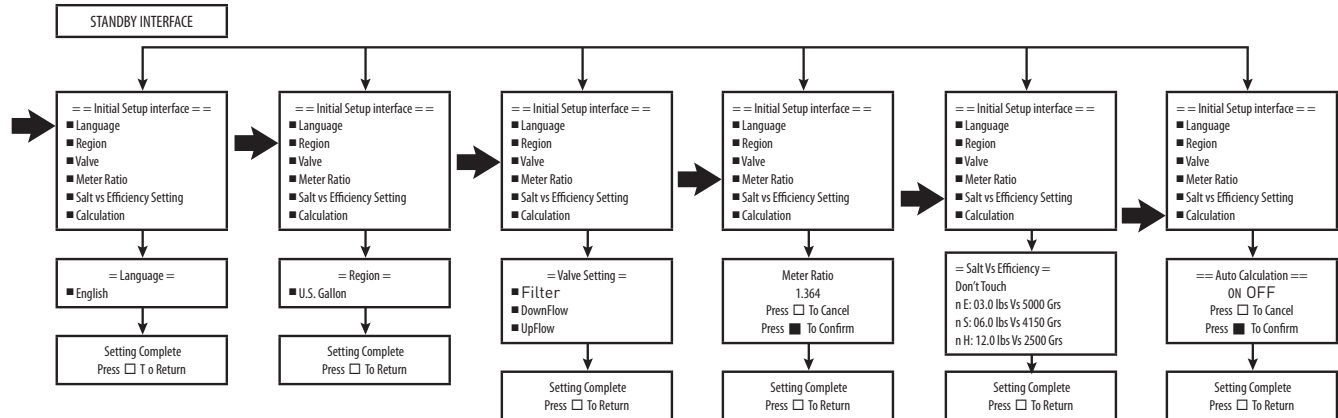 STANDBY INTERFACE
= = Initial Setup interface = =
■ Language
■ Region
■ Valve
■ Meter Ratio
■ Salt vs Efficiency Setting
■ Calculation
= Language =
■ English
Setting Complete
Press □ T o Return
= = Initial Setup interface = =
■ Language
■ Region
■ Valve
■ Meter Ratio
■ Salt vs Efficiency Setting
■ Calculation
= Region =
■ U.S. Gallon
Setting Complete
Press □ To Return
= = Initial Setup interface = =
■ Language
■ Region
■ Valve
■ Meter Ratio
■ Salt vs Efficiency Setting
■ Calculation
= Valve Setting =
■ Filter
■ DownFlow
■ UpFlow
Setting Complete
Press □ To Return
= = Initial Setup interface = =
■ Language
■ Region
■ Valve
■ Meter Ratio
■ Salt vs Efficiency Setting
■ Calculation
Meter Ratio
1.364
Press □ To Cancel
Press ■ To Confirm
Setting Complete
Press □ To Return
= = Initial Setup interface = =
■ Language
■ Region
■ Valve
■ Meter Ratio
■ Salt vs Efficiency Setting
■ Calculation
= Salt Vs Efficiency =
Don't Touch
n E: 03.0 lbs Vs 5000 Grs
n S: 06.0 lbs Vs 4150 Grs
n H: 12.0 lbs Vs 2500 Grs
Setting Complete
Press □ To Return
= = Initial Setup interface = =
■ Language
■ Region
■ Valve
■ Meter Ratio
■ Salt vs Efficiency Setting
■ Calculation
== Auto Calculation ==
ON OFF
Press □ To Cancel
Press ■ To Confirm
Setting Complete
Press □ To Return